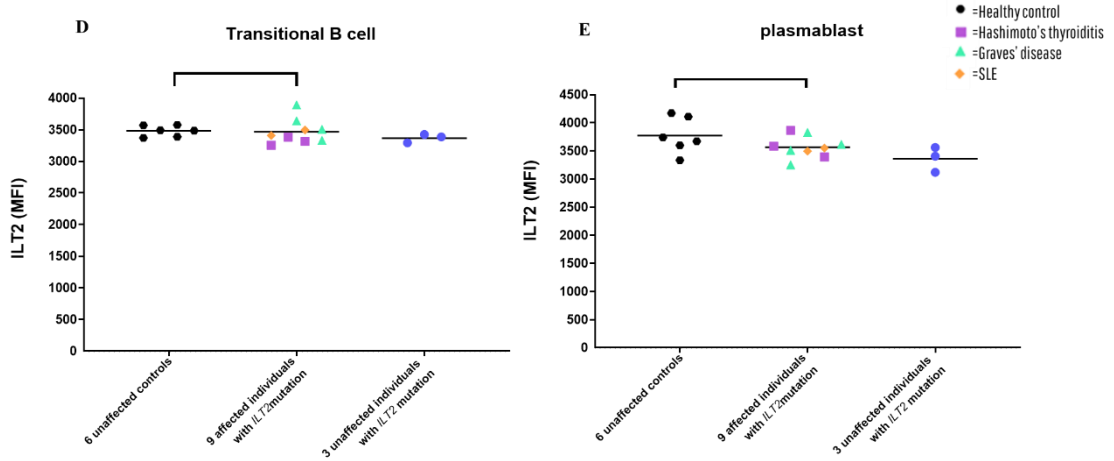 D
Transitional B cell
ILT2 (MFI)
4000
3500
3000
2500
2000
1500
1000
500
0
6 unaffected controls
9 affected individuals
with ILT2mutation
3 unaffected individuals
with ILT2 mutation
E
plasmablast
=Healthy control
=Hashimoto's thyroiditis
=Graves' disease
=SLE
ILT2 (MFI)
4500
4000
3500
3000
2500
2000
1500
1000
500
0
6 unaffected controls
9 affected individuals
with ILT2mutation
3 unaffected individuals
with ILT2 mutation